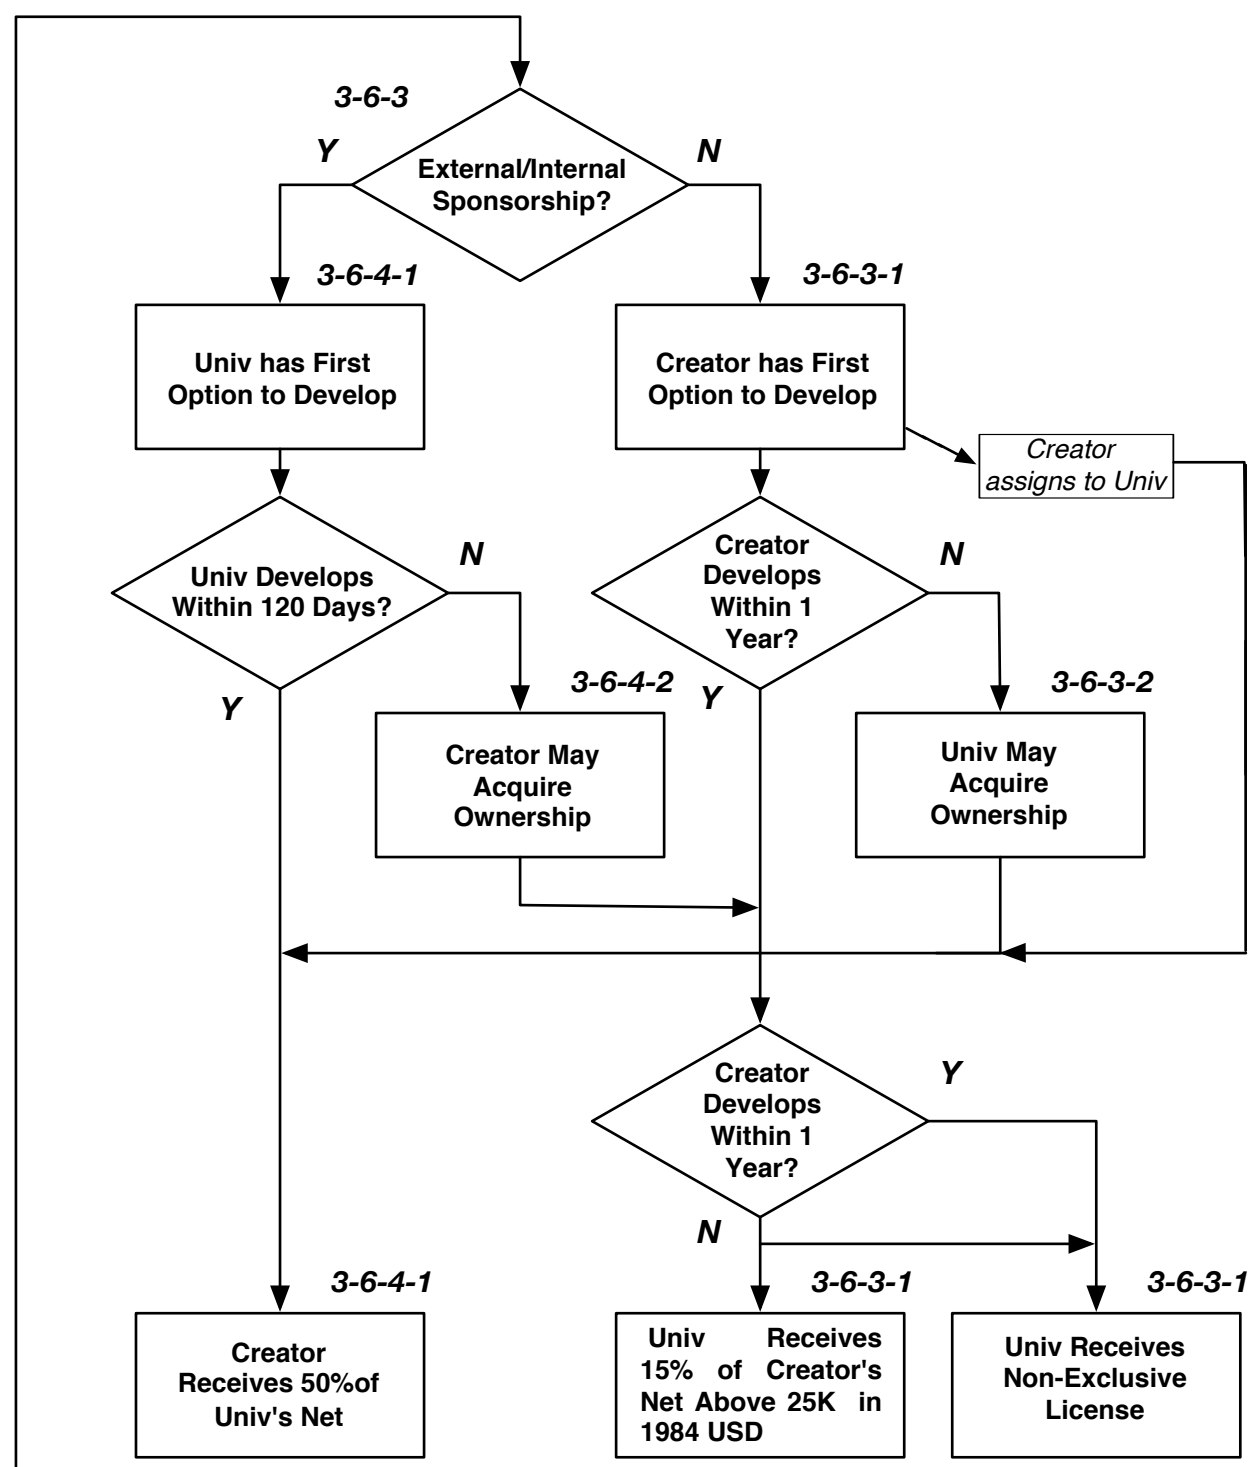 3-6-3
Y
N
External/Internal
Sponsorship?
3-6-4-1
3-6-3-1
Univ has First
Option to Develop
Creator has First
Option to Develop
Creator
assigns to Univ
Univ Develops
Within 120 Days?
N
Creator
Develops
Within 1
Year?
N
Y
3-6-4-2
Y
3-6-3-2
Creator May
Acquire
Ownership
Univ May
Acquire
Ownership
Creator
Develops
Within 1
Year?
Y
N
3-6-4-1
3-6-3-1
3-6-3-1
Creator
Receives 50%of
Univ's Net
Univ Receives
15% of Creator's
Net Above 25K in
1984 USD
Univ Receives
Non-Exclusive
License